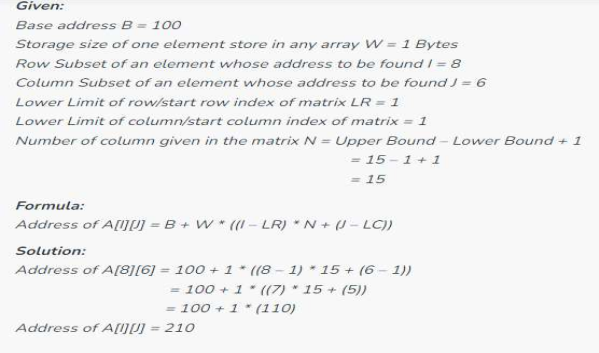 Given:
Base address B = 100
Storage size of one element store in any array W = 1 Bytes
Row Subset of an element whose address to be found I = 8
Column Subset of an element whose address to be found J = 6
Lower Limit of row/start row index of matrix LR = 1
Lower Limit of column/start column index of matrix = 1
Number of column given in the matrix N = Upper Bound – Lower Bound + 1
= 15 – 1 + 1
= 15
Formula:
Address of A[I][J] = B + W * ((I – LR) * N + (J – LC))
Solution:
Address of A[8][6] = 100 + 1 * ((8 – 1) * 15 + (6 – 1))
= 100 + 1 * ((7) * 15 + (5))
= 100 + 1 * (110)
Address of A[I][J] = 210